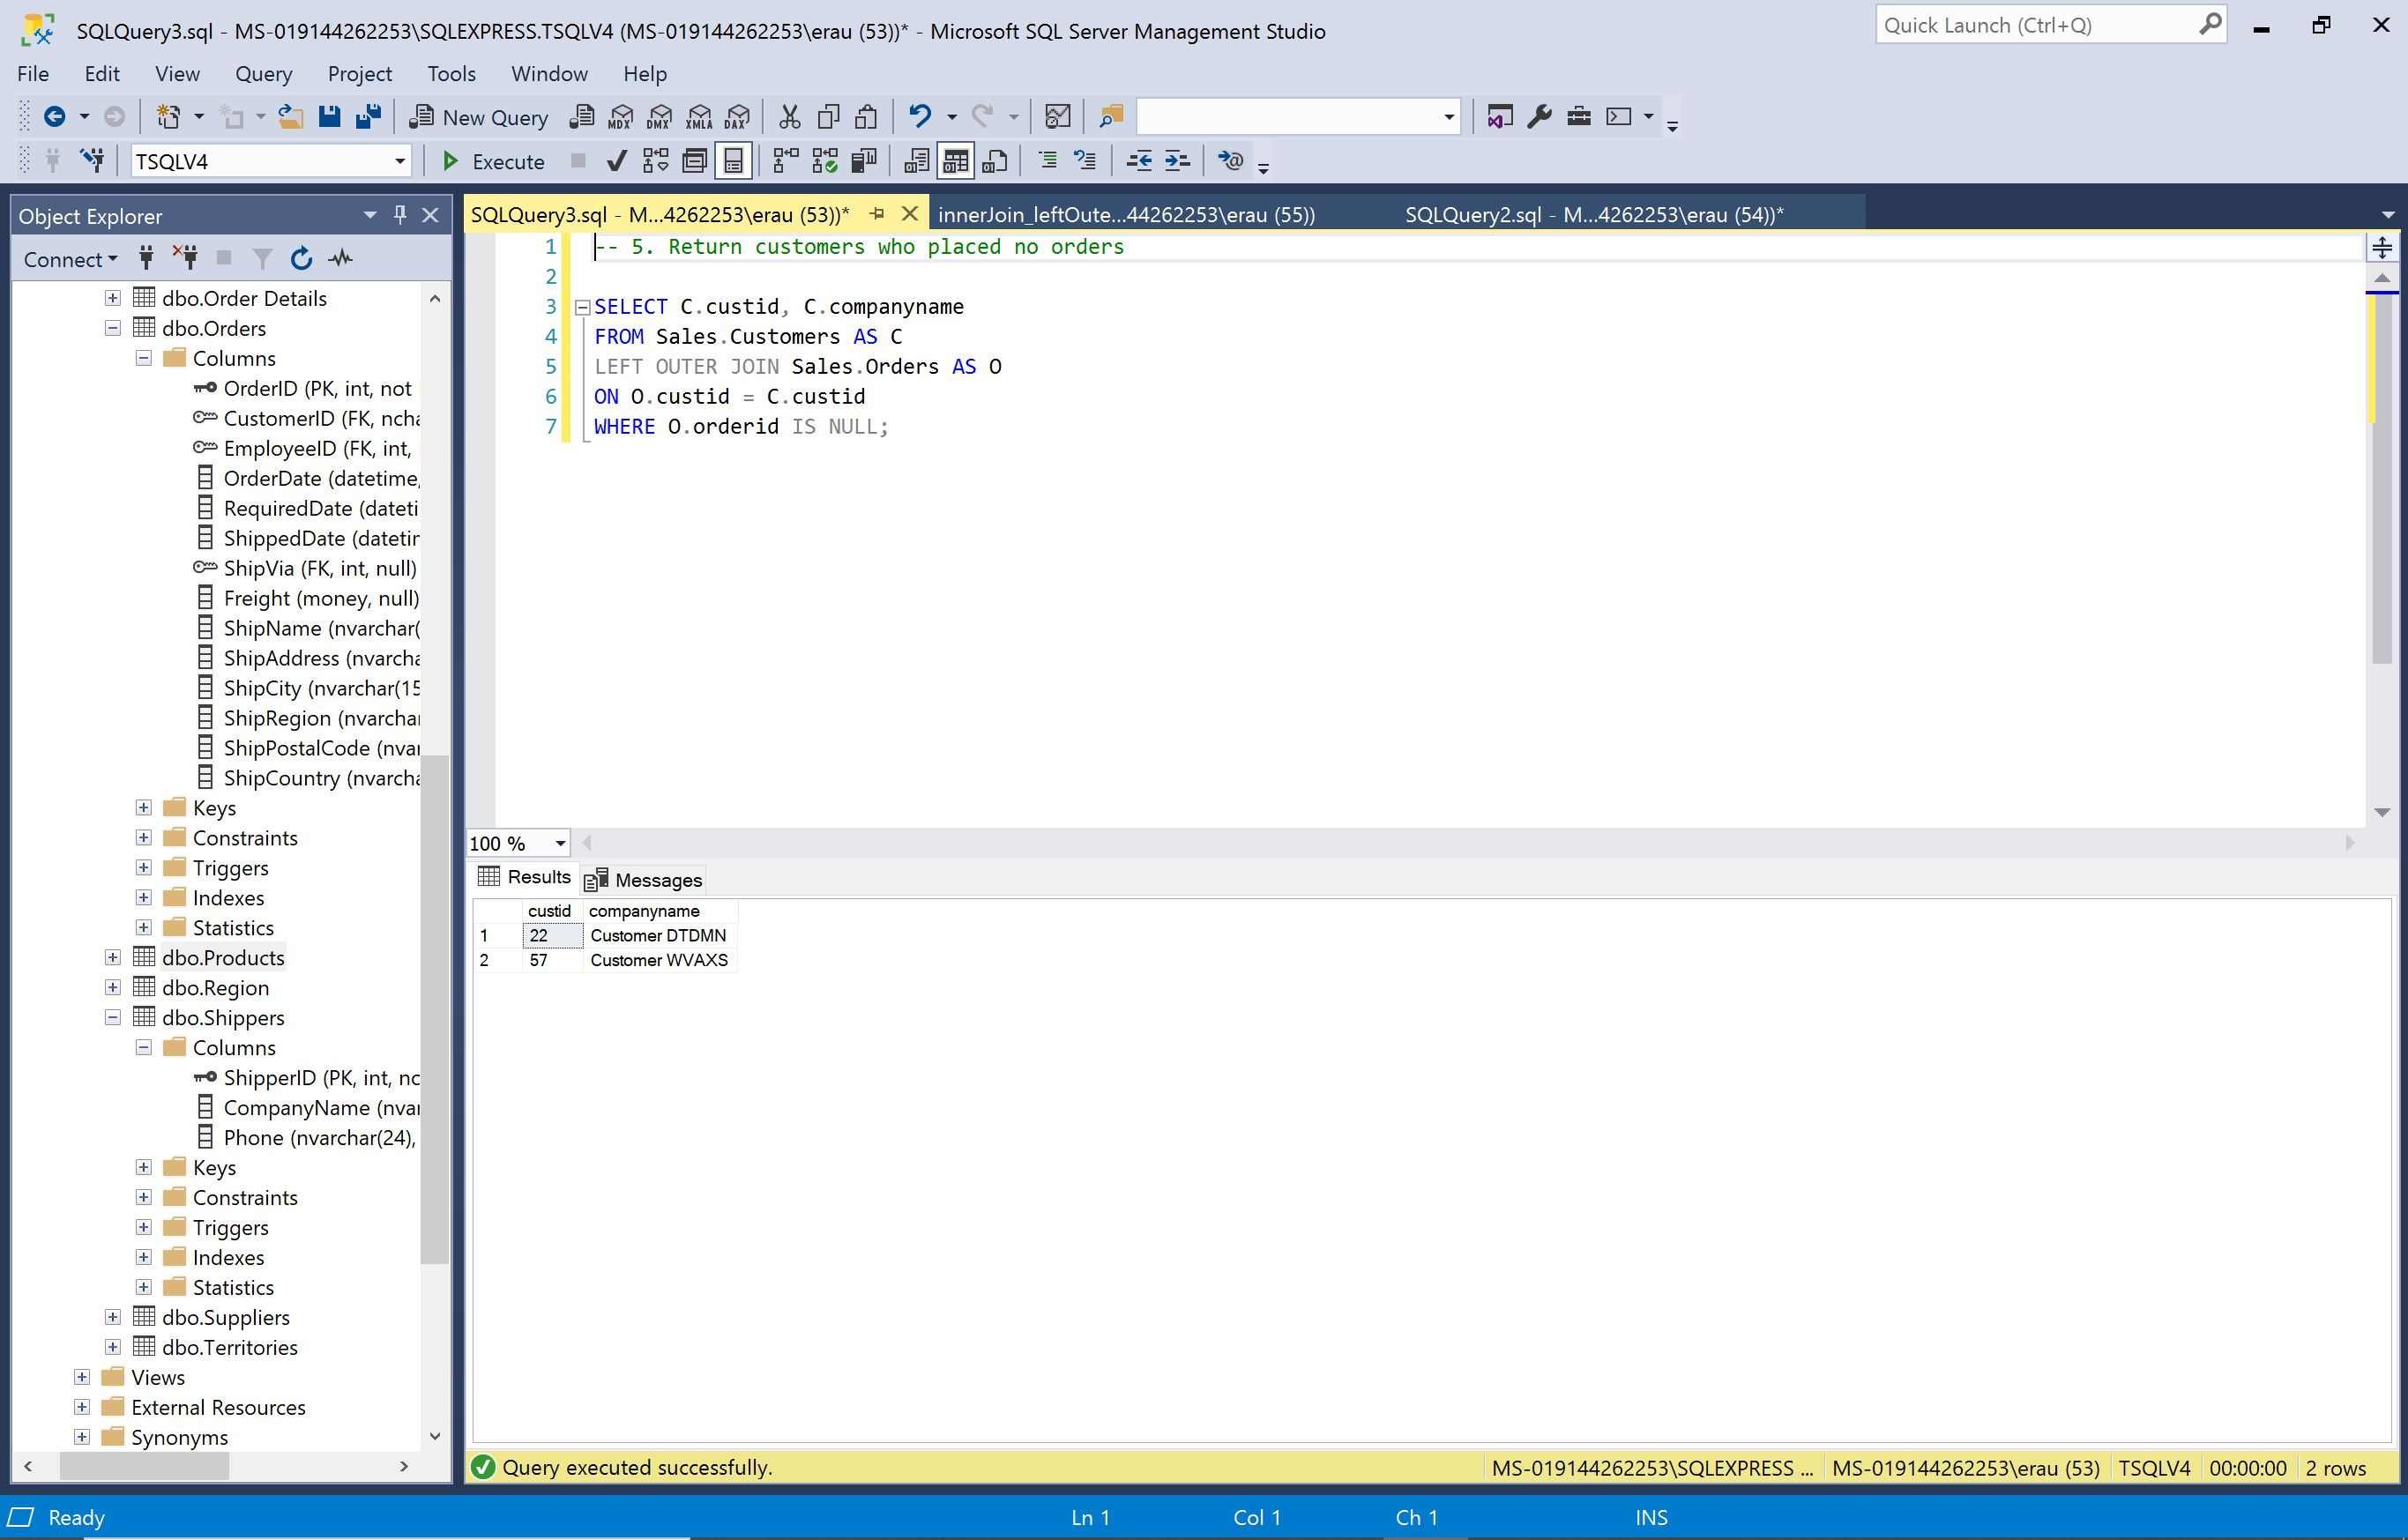 SQLQuery3.sql - MS-019144262253\SQLEXPRESS.TSQLV4 (MS-019144262253\erau (53))* - Microsoft SQL Server Management Studio
Quick Launch (Ctrl+Q)
File Edit View Query Project Tools Window Help
New Query MDX DMX XMLA DAX
TSQLV4 Execute
Object Explorer
Connect
dbo.Order Details
dbo.Orders
Columns
OrderID (PK, int, not
CustomerID (FK, ncha
EmployeeID (FK, int,
OrderDate (datetime,
RequiredDate (dateti
ShippedDate (datetin
ShipVia (FK, int, null)
Freight (money, null)
ShipName (nvarchar(
ShipAddress (nvarcha
ShipCity (nvarchar(15
ShipRegion (nvarchar
ShipPostalCode (nvar
ShipCountry (nvarcha
Keys
Constraints
Triggers
Indexes
Statistics
dbo.Products
dbo.Region
dbo.Shippers
Columns
ShipperID (PK, int, nc
CompanyName (nvar
Phone (nvarchar(24),
Keys
Constraints
Triggers
Indexes
Statistics
dbo.Suppliers
dbo.Territories
Views
External Resources
Synonyms
SQLQuery3.sql - M...4262253\erau (53))* innerJoin_leftOute...44262253\erau (55)) SQLQuery2.sql - M...4262253\erau (54))*
1 -- 5. Return customers who placed no orders
2
3 SELECT C.custid, C.companyname
4 FROM Sales.Customers AS C
5 LEFT OUTER JOIN Sales.Orders AS O
6 ON O.custid = C.custid
7 WHERE O.orderid IS NULL;
100 %
Results Messages
custid companyname
1 22 Customer DTDMN
2 57 Customer WVAXS
Query executed successfully. MS-019144262253\SQLEXPRESS ... MS-019144262253\erau (53) TSQLV4 00:00:00 2 rows
Ready Ln 1 Col 1 Ch 1 INS